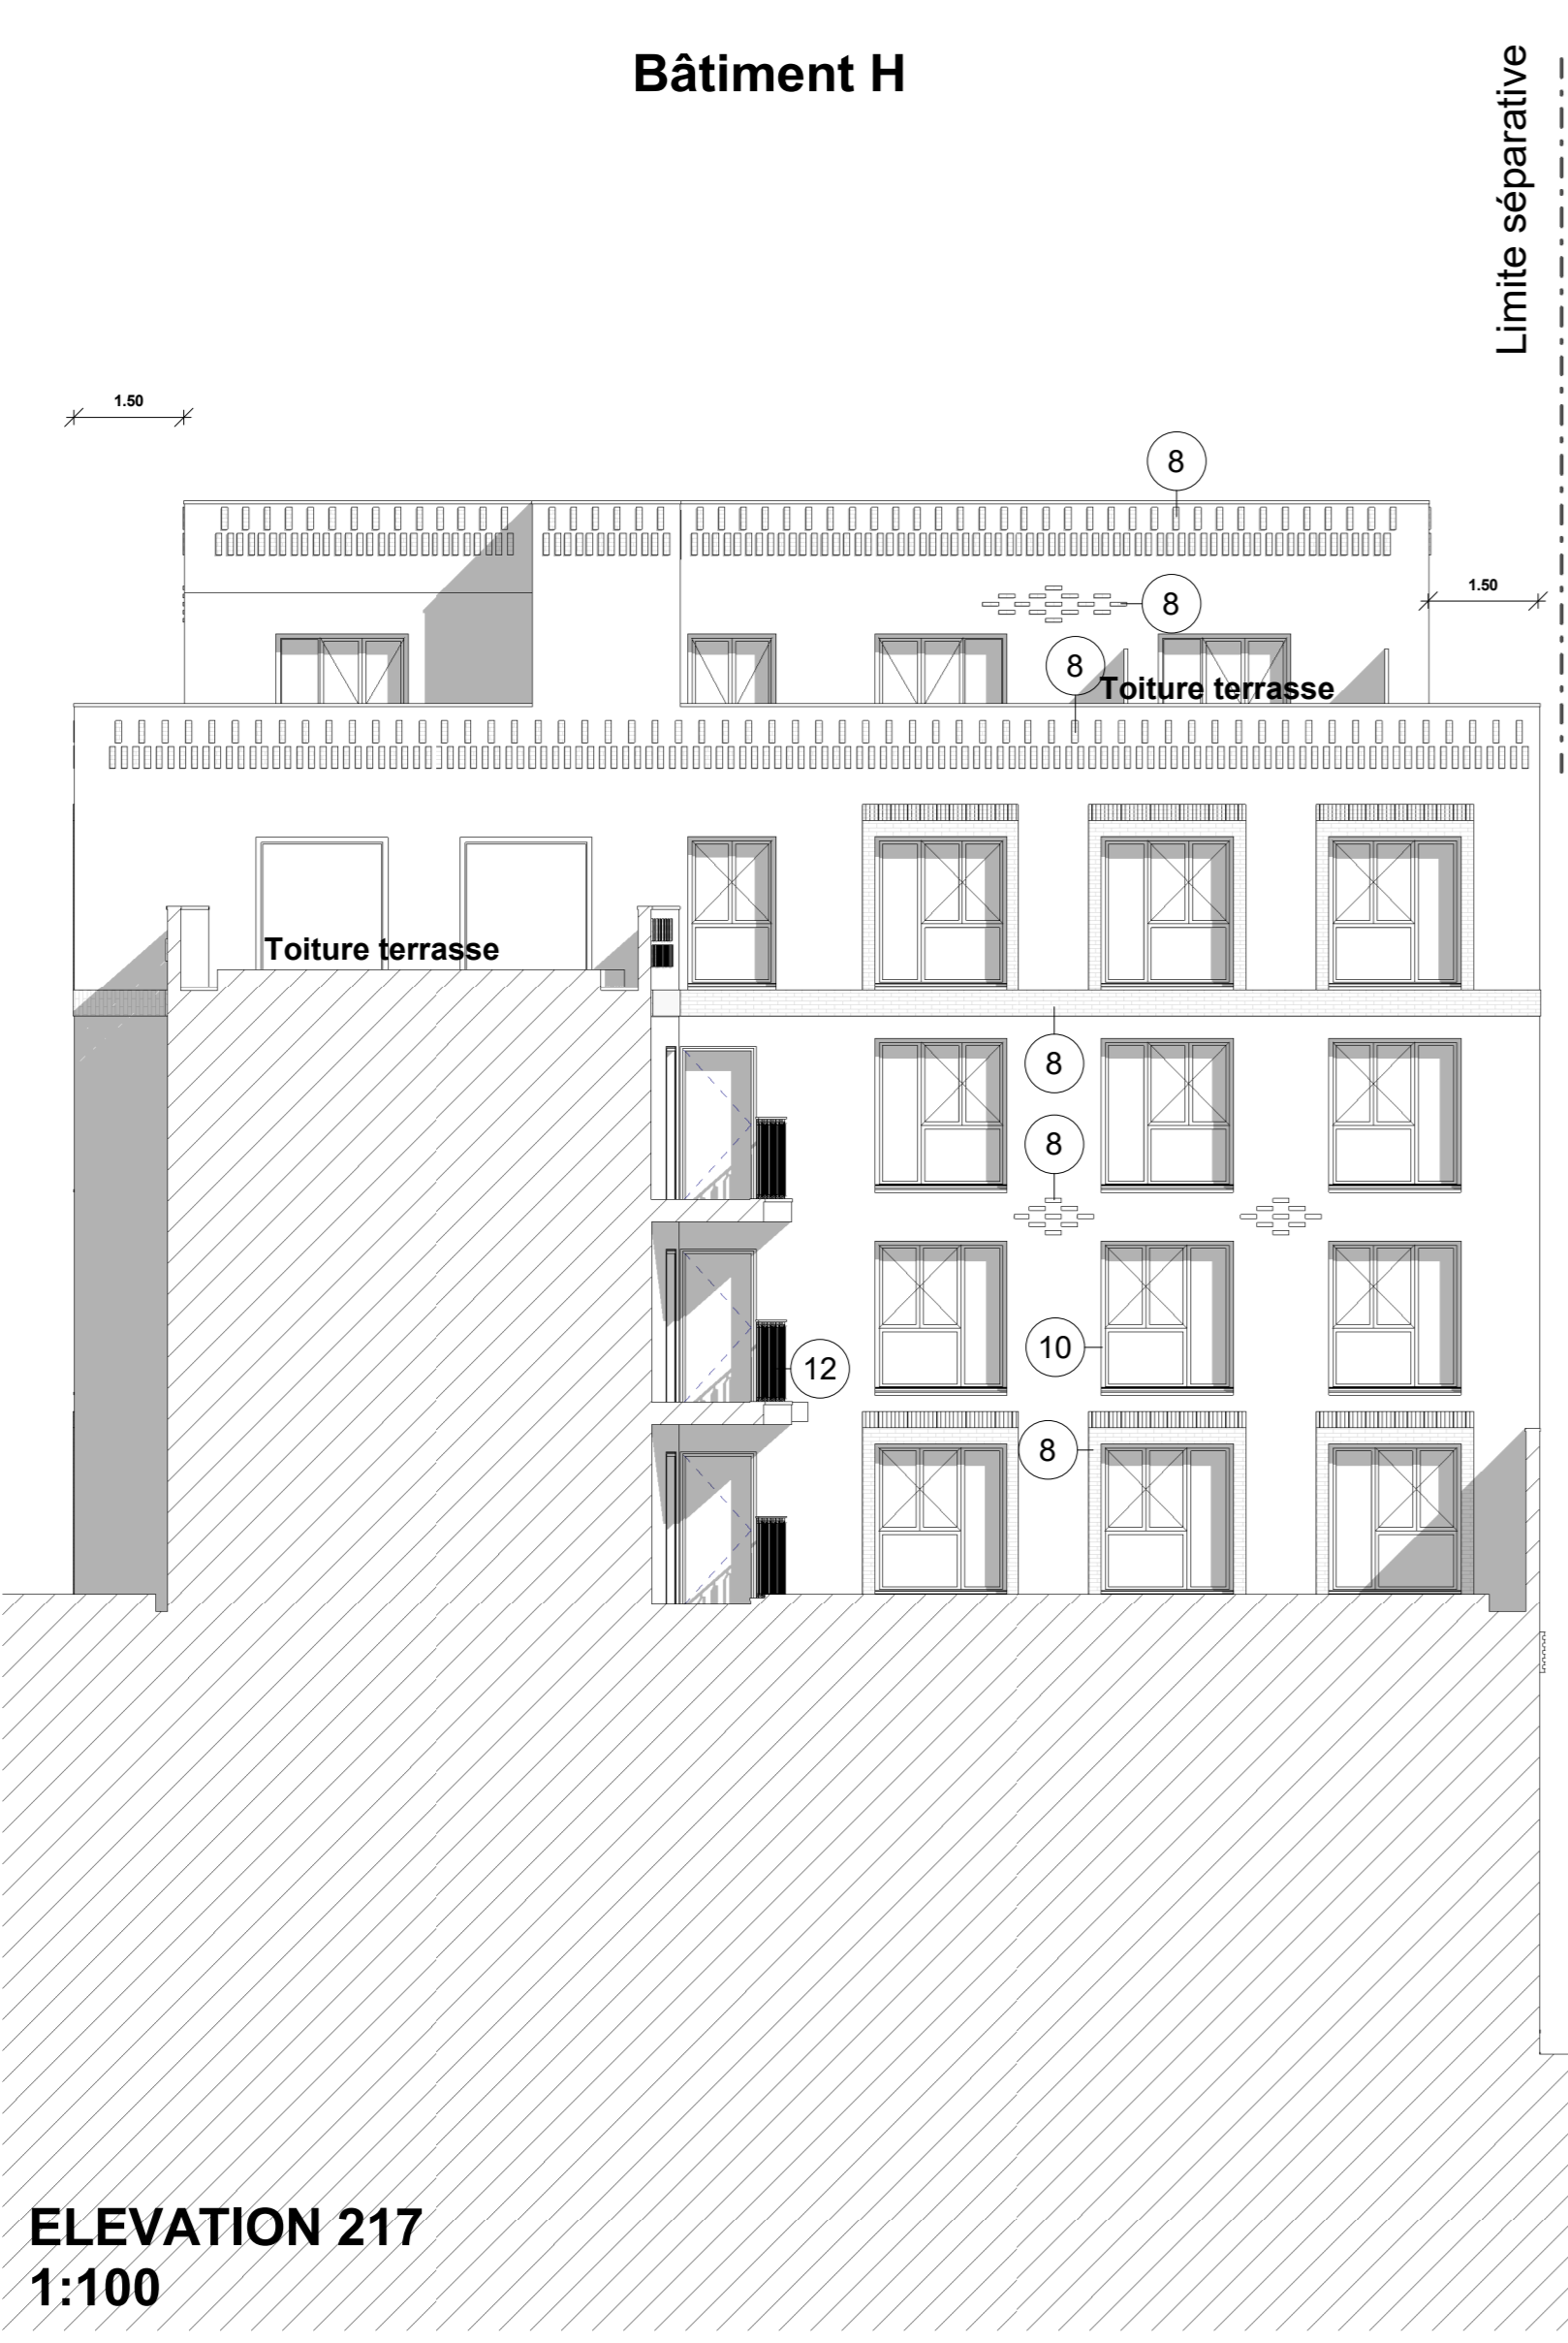 Bâtiment H
Limite séparative
1.50
8
1.50
8
8
Toiture terrasse
Toiture terrasse
8
8
10
12
8
ELEVATION 217
1:100